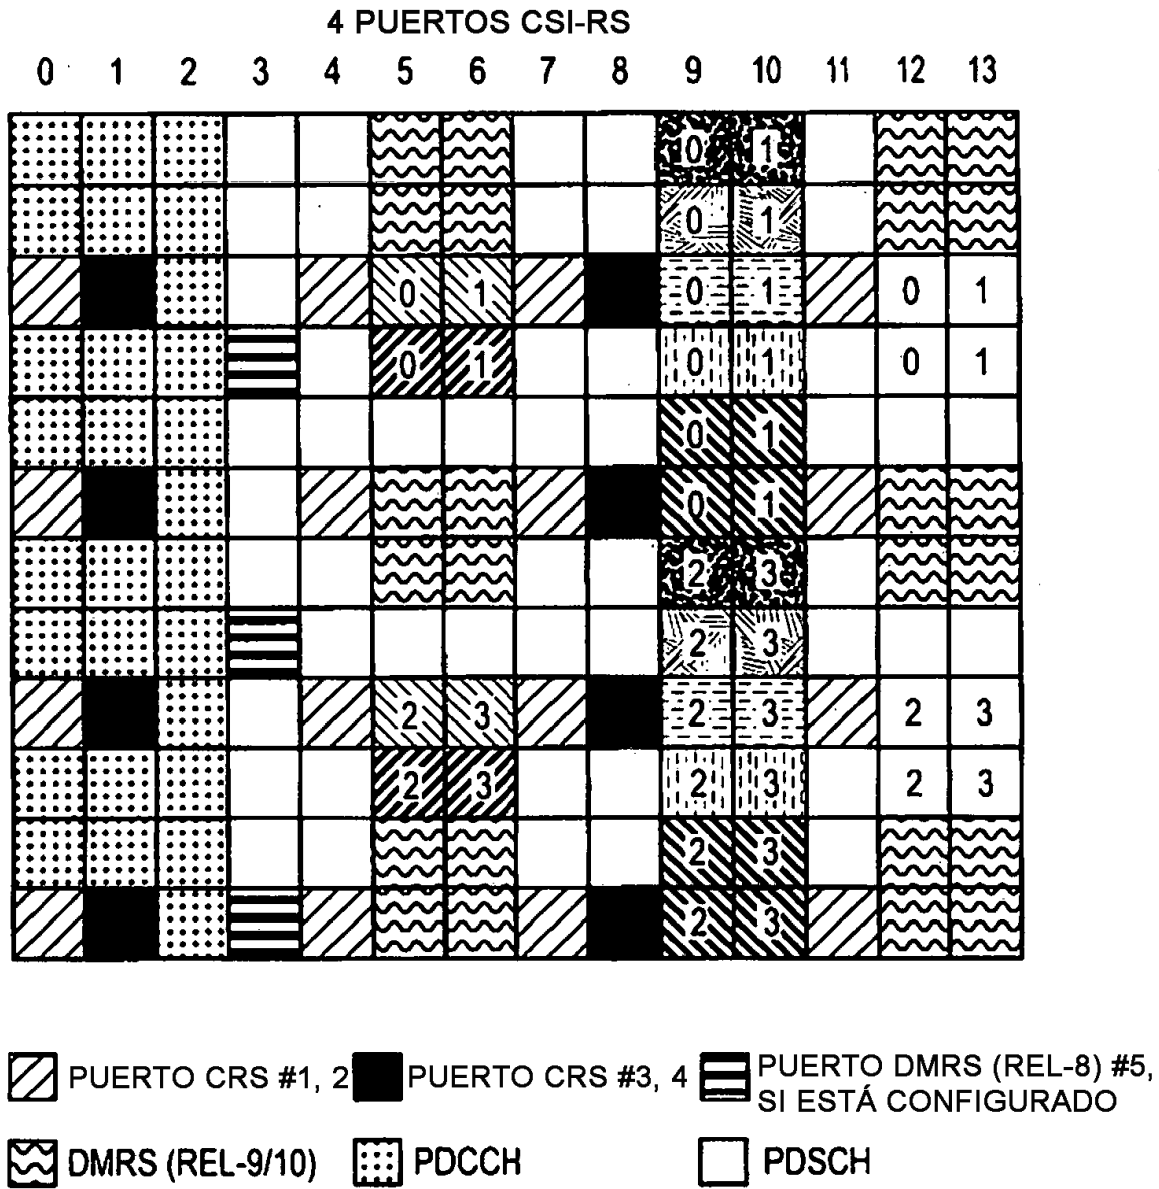 4 PUERTOS CSI-RS
0 1 2 3 4 5 6 7 8 9 10 11 12 13
0 1
0 1
0 1 0 1 0 1
0 1 0 1 0 1
0 1
0 1
2 3
2 3
2 3 2 3 2 3
2 3 2 3 2 3
2 3
2 3
PUERTO CRS #1, 2 PUERTO CRS #3, 4 PUERTO DMRS (REL-8) #5,
SI ESTÁ CONFIGURADO
DMRS (REL-9/10) PDCCH PDSCH